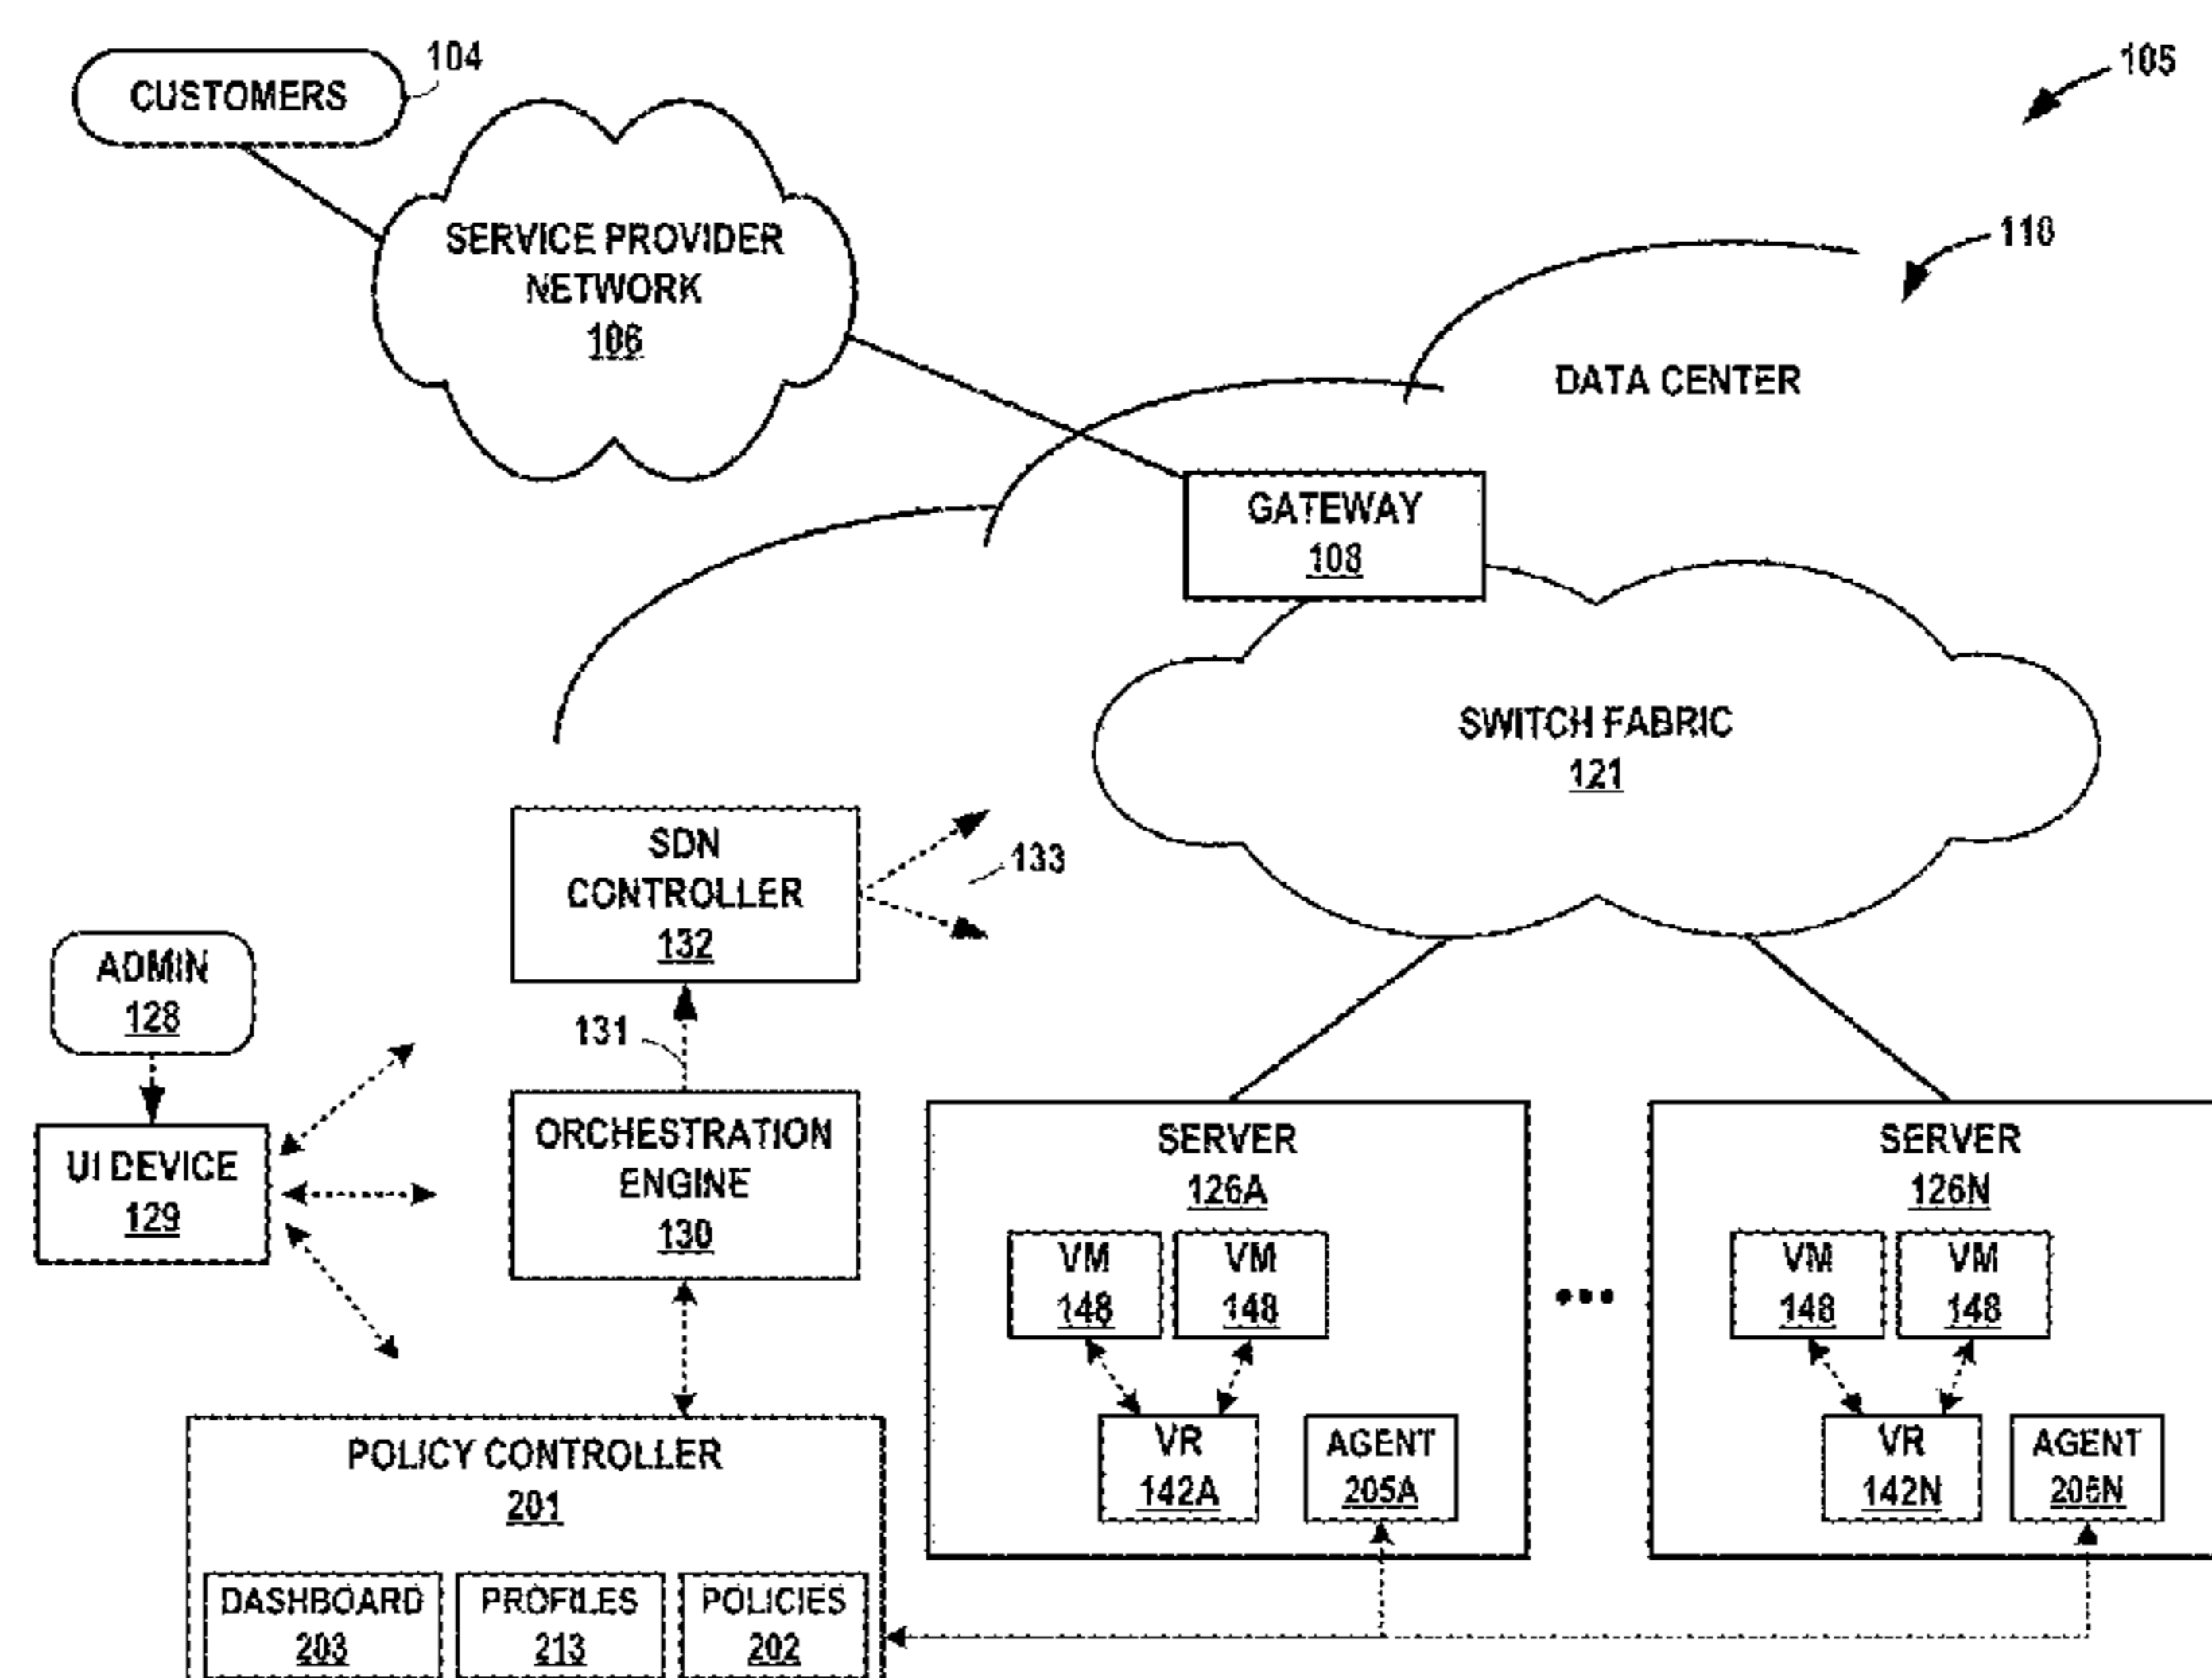 CUSTOMERS
104
105
SERVICE PROVIDER
NETWORK
106
110
DATA CENTER
GATEWAY
108
SWITCH FABRIC
121
SDN
CONTROLLER
132
133
ADMIN
128
131
UI DEVICE
129
ORCHESTRATION
ENGINE
130
SERVER
126A
VM
148
VM
148
VR
142A
AGENT
205A
SERVER
126N
VM
148
VM
148
VR
142N
AGENT
205N
POLICY CONTROLLER
201
DASHBOARD
203
PROFILES
213
POLICIES
202